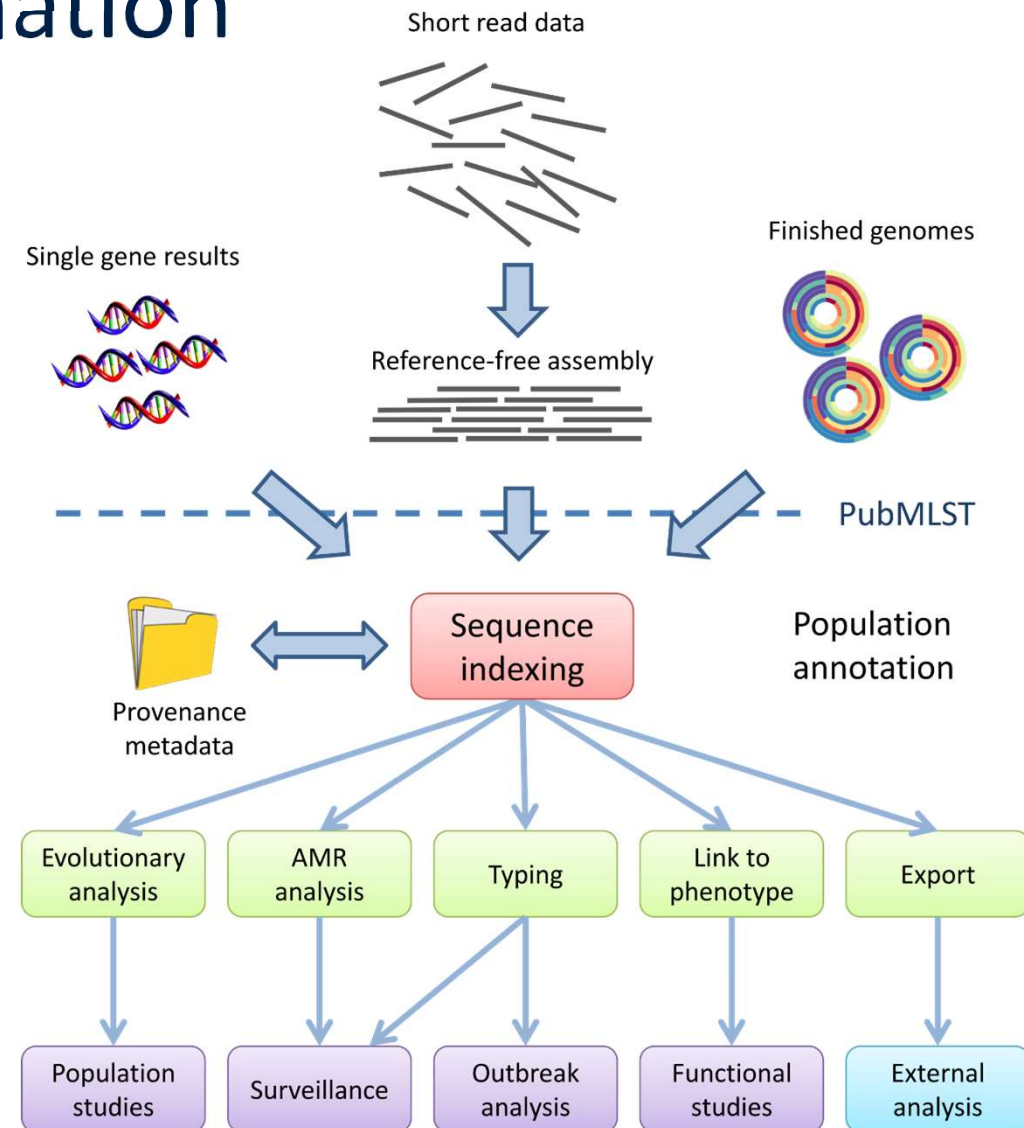 Short read data
Single gene results
Finished genomes
Reference-free assembly
PubMLST
Sequence
indexing
Population
annotation
Provenance
metadata
Evolutionary
analysis
AMR
analysis
Typing
Link to
phenotype
Export
Population
studies
Surveillance
Outbreak
analysis
Functional
studies
External
analysis